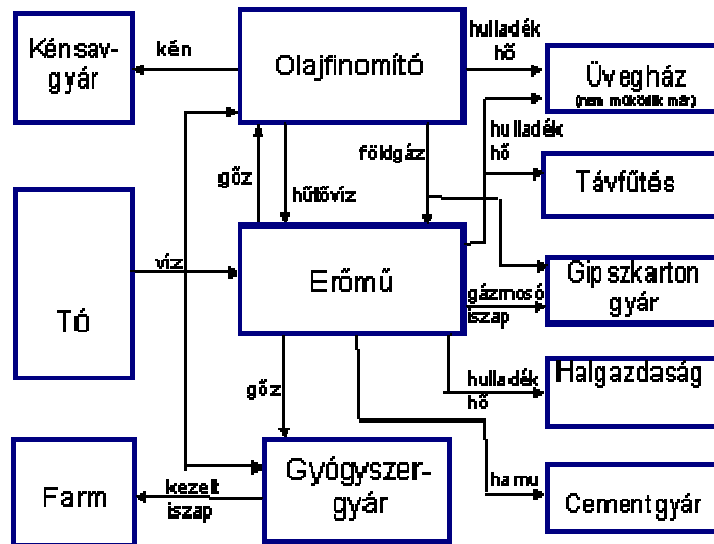 Kénsav-
gyár
kén
Olajfinomító
hulladék
hő
Üvegház
(nem működik már)
hulladék
hő
földgáz
gőz
hűtővíz
Távfűtés
víz
Tó
Erőmű
gázmosó
iszap
Gipszkarton
gyár
gőz
hulladék
hő
Halgazdaság
Farm
kezelt
iszap
Gyógyszer-
gyár
hamu
Cementgyár